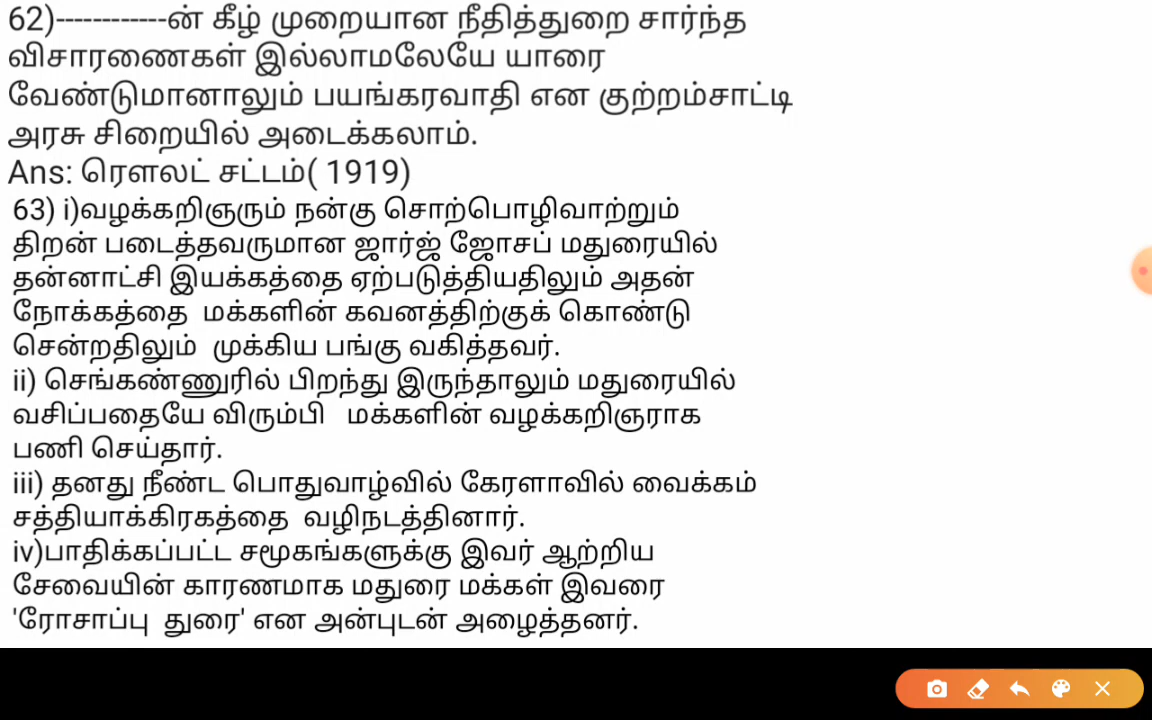 62)------------ன் கீழ் முறையான நீதித்துறை சார்ந்த
விசாரணைகள் இல்லாமலேயே யாரை
வேண்டுமானாலும் பயங்கரவாதி என குற்றம்சாட்டி
அரசு சிறையில் அடைக்கலாம்.
Ans: ரௌலட் சட்டம்( 1919)
63) i)வழக்கறிஞரும் நன்கு சொற்பொழிவாற்றும்
திறன் படைத்தவருமான ஜார்ஜ் ஜோசப் மதுரையில்
தன்னாட்சி இயக்கத்தை ஏற்படுத்தியதிலும் அதன்
நோக்கத்தை மக்களின் கவனத்திற்குக் கொண்டு
சென்றதிலும் முக்கிய பங்கு வகித்தவர்.
ii) செங்கண்ணுரில் பிறந்து இருந்தாலும் மதுரையில்
வசிப்பதையே விரும்பி மக்களின் வழக்கறிஞராக
பணி செய்தார்.
iii) தனது நீண்ட பொதுவாழ்வில் கேரளாவில் வைக்கம்
சத்தியாக்கிரகத்தை வழிநடத்தினார்.
iv)பாதிக்கப்பட்ட சமூகங்களுக்கு இவர் ஆற்றிய
சேவையின் காரணமாக மதுரை மக்கள் இவரை
'ரோசாப்பு துரை' என அன்புடன் அழைத்தனர்.